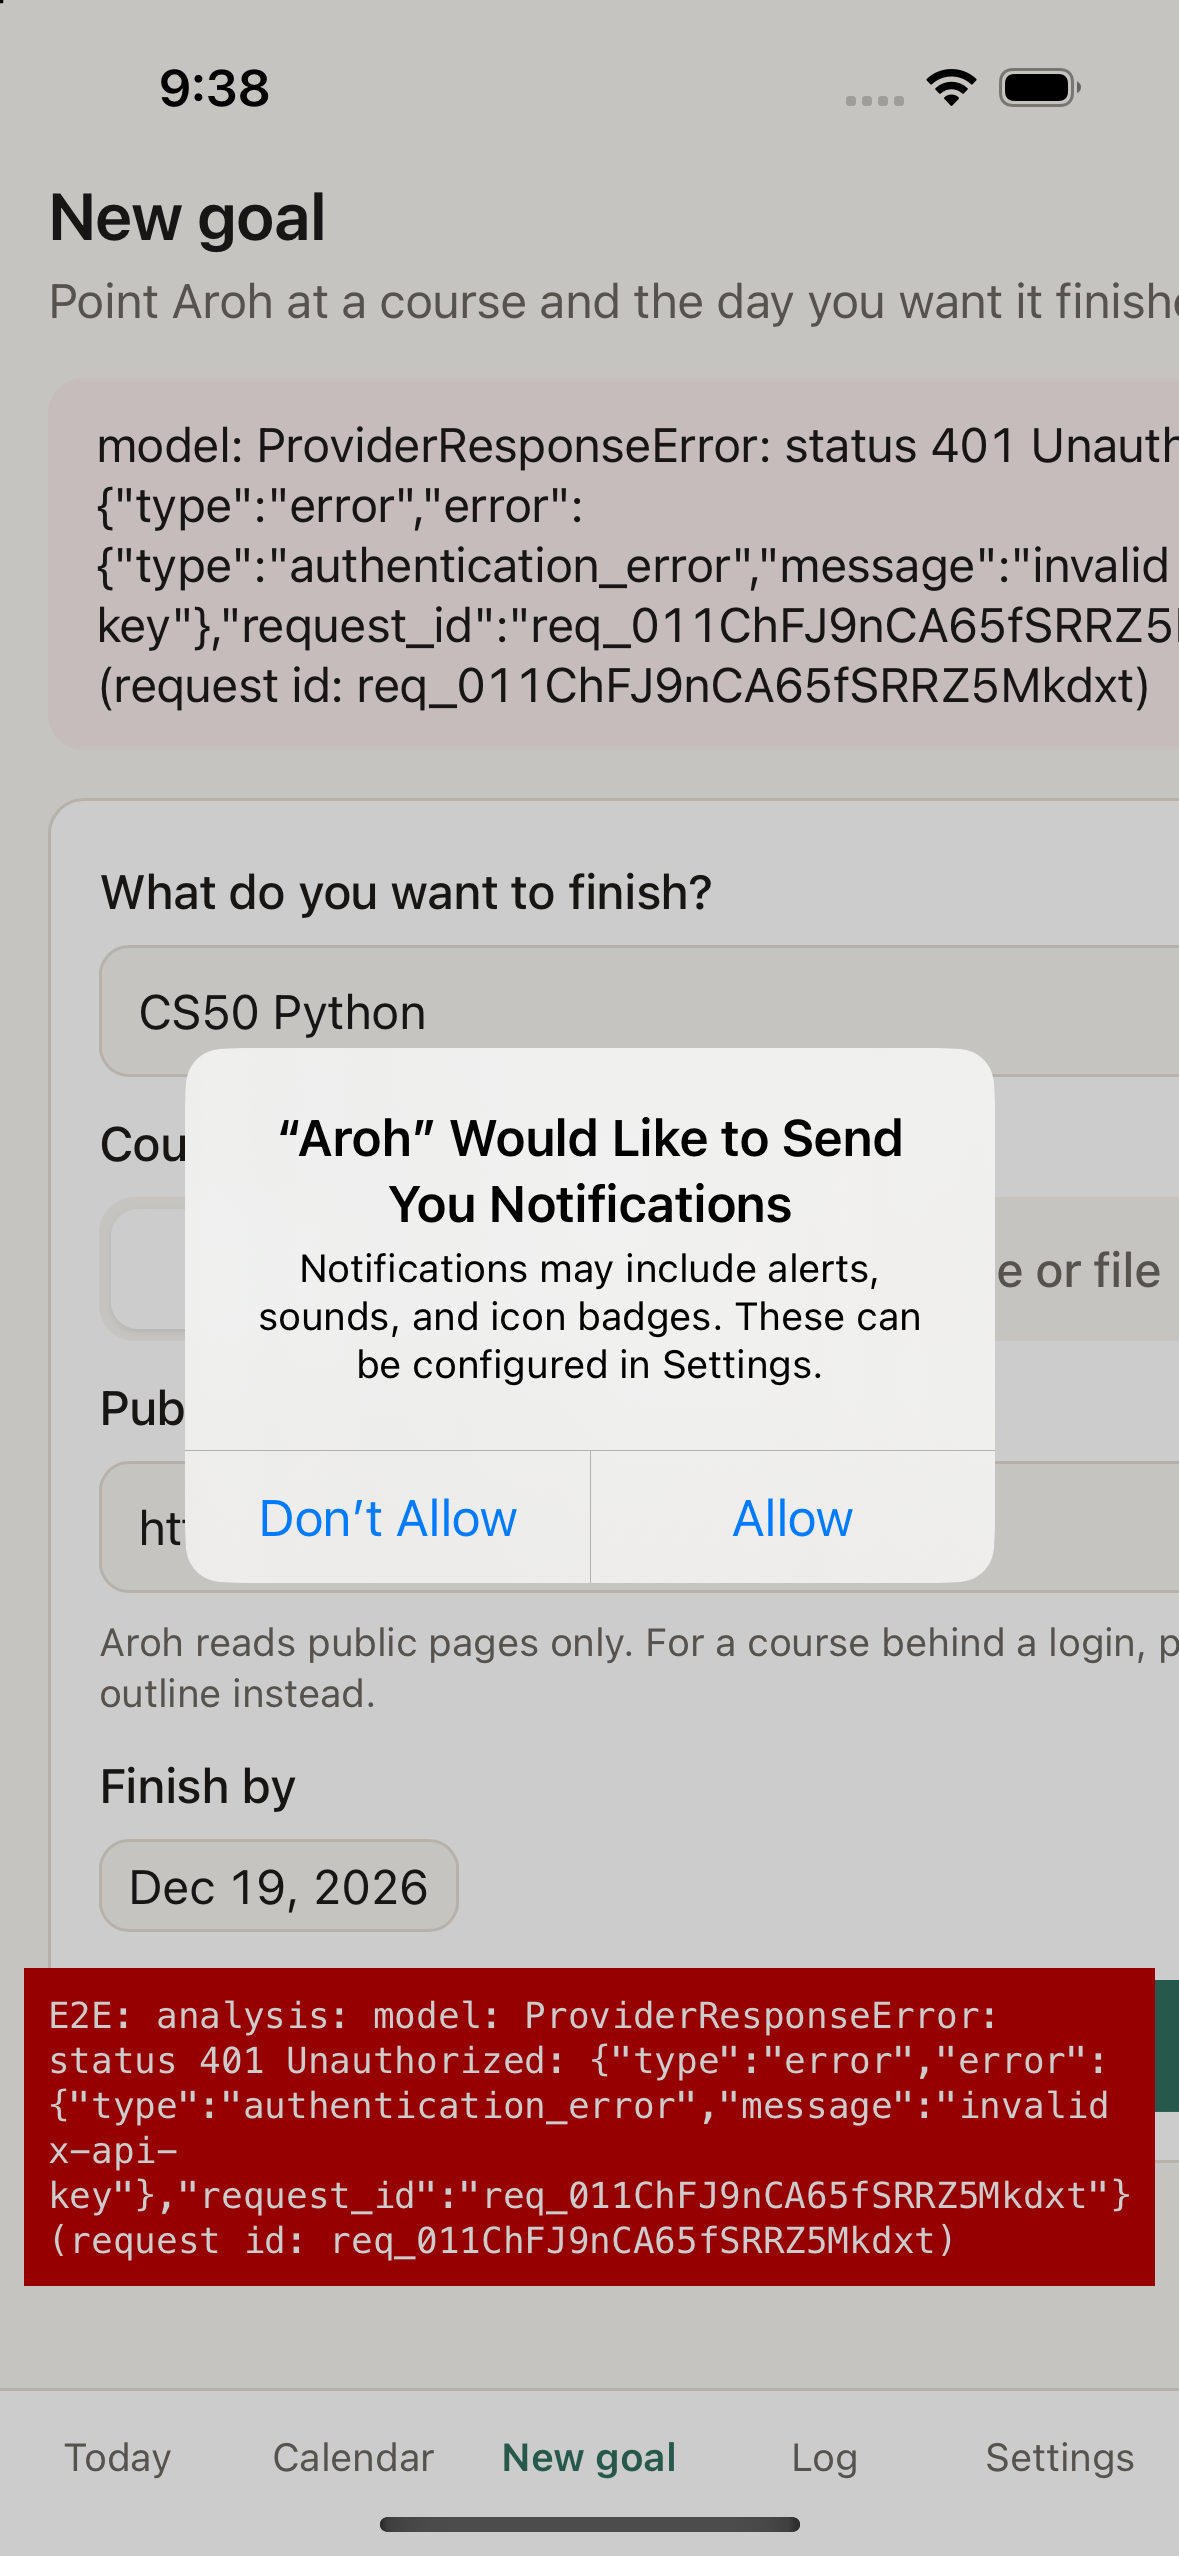 9:38
New goal
Point Aroh at a course and the day you want it
model: ProviderResponseError: status 401
{"type":"error","error":
{"type":"authentication_error","message":"invalid
key"},"request_id":"req_011ChFJ9nCA65fSRRZ5
(request id: req_011ChFJ9nCA65fSRRZ5Mkdxt)
What do you want to finish?
CS50 Python
“Aroh” Would Like to Send
You Notifications
Notifications may include alerts,
sounds, and icon badges. These can
be configured in Settings.
Don’t Allow
Allow
e or file
Aroh reads public pages only. For a course behind a login,
outline instead.
Finish by
Dec 19, 2026
E2E: analysis: model: ProviderResponseError:
status 401 Unauthorized: {"type":"error","error":
{"type":"authentication_error","message":"invalid
x-api-
key"},"request_id":"req_011ChFJ9nCA65fSRRZ5Mkdxt"}
(request id: req_011ChFJ9nCA65fSRRZ5Mkdxt)
Today
Calendar
New goal
Log
Settings